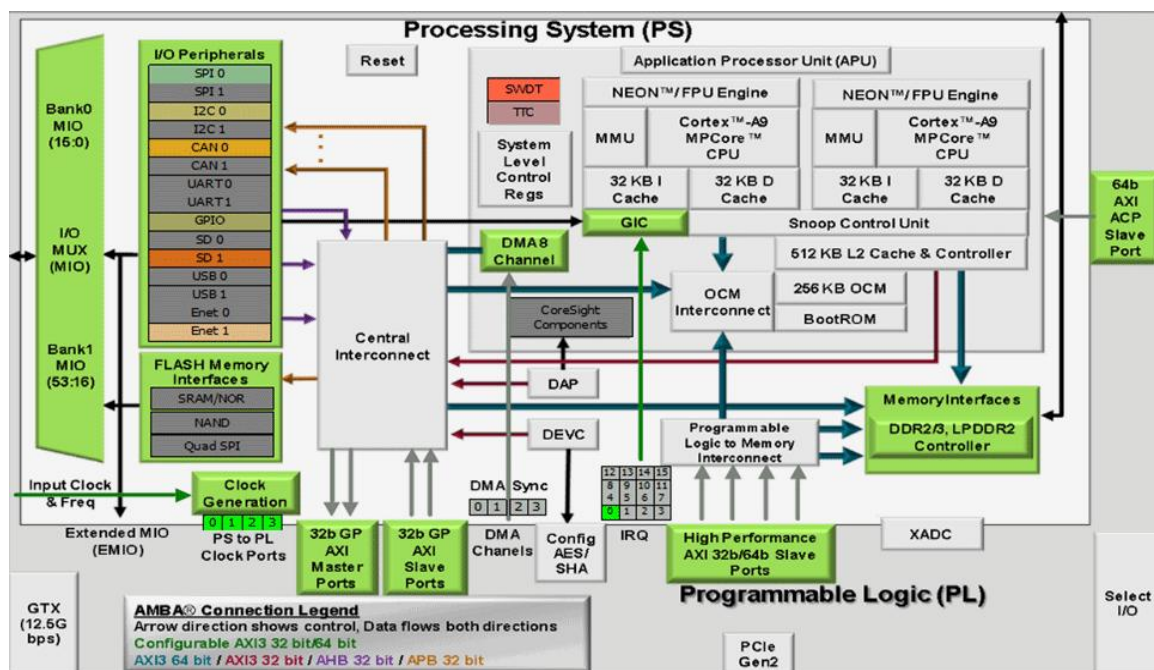 Processing System (PS)
Bank0
MIO
(15:0)
I/O
MUX
(MIO)
Bank1
MIO
(53:16)
I/O Peripherals
SPI 0
SPI 1
I2C 0
I2C 1
CAN 0
CAN 1
UART 0
UART 1
GPIO
SD 0
SD 1
USB 0
USB 1
Enet 0
Enet 1
FLASH Memory
Interfaces
SRAM/NOR
NAND
Quad SPI
Reset
Central
Interconnect
Application Processor Unit (APU)
SWDT
TTC
System
Level
Control
Regs
NEON™/ FPU Engine
MMU
Cortex™-A9
MPCore™
CPU
32 KB I
Cache
32 KB D
Cache
NEON™/ FPU Engine
MMU
Cortex™-A9
MPCore™
CPU
32 KB I
Cache
32 KB D
Cache
GIC
Snoop Control Unit
DMA8
Channel
512 KB L2 Cache & Controller
OCM
Interconnect
256 KB OCM
BootROM
CoreSight
Components
DAP
DEVC
Programmable
Logic to Memory
Interconnect
Memory Interfaces
DDR2/3, LPDDR2
Controller
64b
AXI
ACP
Slave
Port
Input Clock
& Freq
Clock
Generation
0 1 2 3
PS to PL
Clock Ports
Extended MIO
(EMIO)
32b GP
AXI
Master
Ports
32b GP
AXI
Slave
Ports
DMA Sync
0 1 2 3
DMA
Channels
Config
AES/
SHA
12 13 14 15
8 9 10 11
4 5 6 7
0 1 2 3
IRQ
High Performance
AXI 32b/64b Slave
Ports
XADC
Programmable Logic (PL)
GTX
(12.5G
bps)
AMBA® Connection Legend
Arrow direction shows control, Data flows both directions
Configurable AXI3 32 bit/64 bit
AXI3 64 bit / AXI3 32 bit / AHB 32 bit / APB 32 bit
PCIe
Gen2
Select
I/O